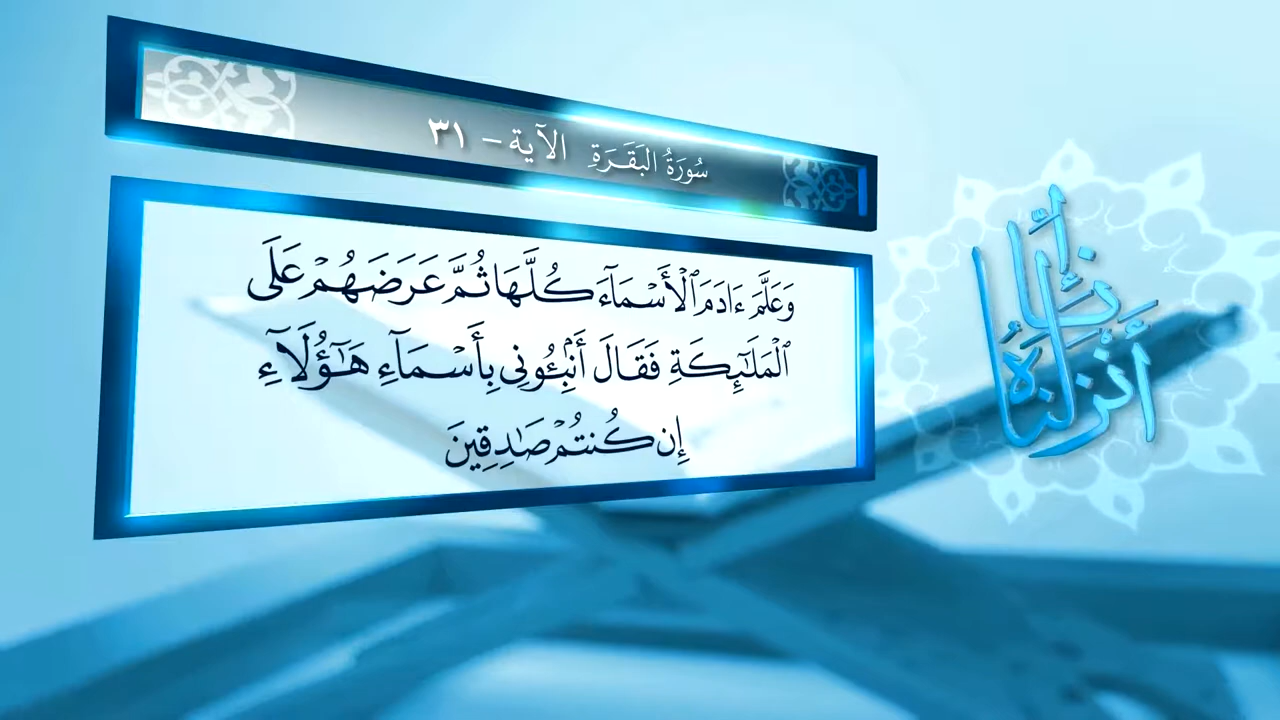 سُورَةُ البَقَرَةِ الآية - ٣١
وَعَلَّمَ ءَادَمَ ٱلْأَسْمَآءَ كُلَّهَا ثُمَّ عَرَضَهُمْ عَلَى
ٱلْمَلَٰٓئِكَةِ فَقَالَ أَنۢبِـُٔونِى بِأَسْمَآءِ هَٰٓؤُلَآءِ
إِن كُنتُمْ صَٰدِقِينَ
إِنَّا
أَنزَلْنَاهُ